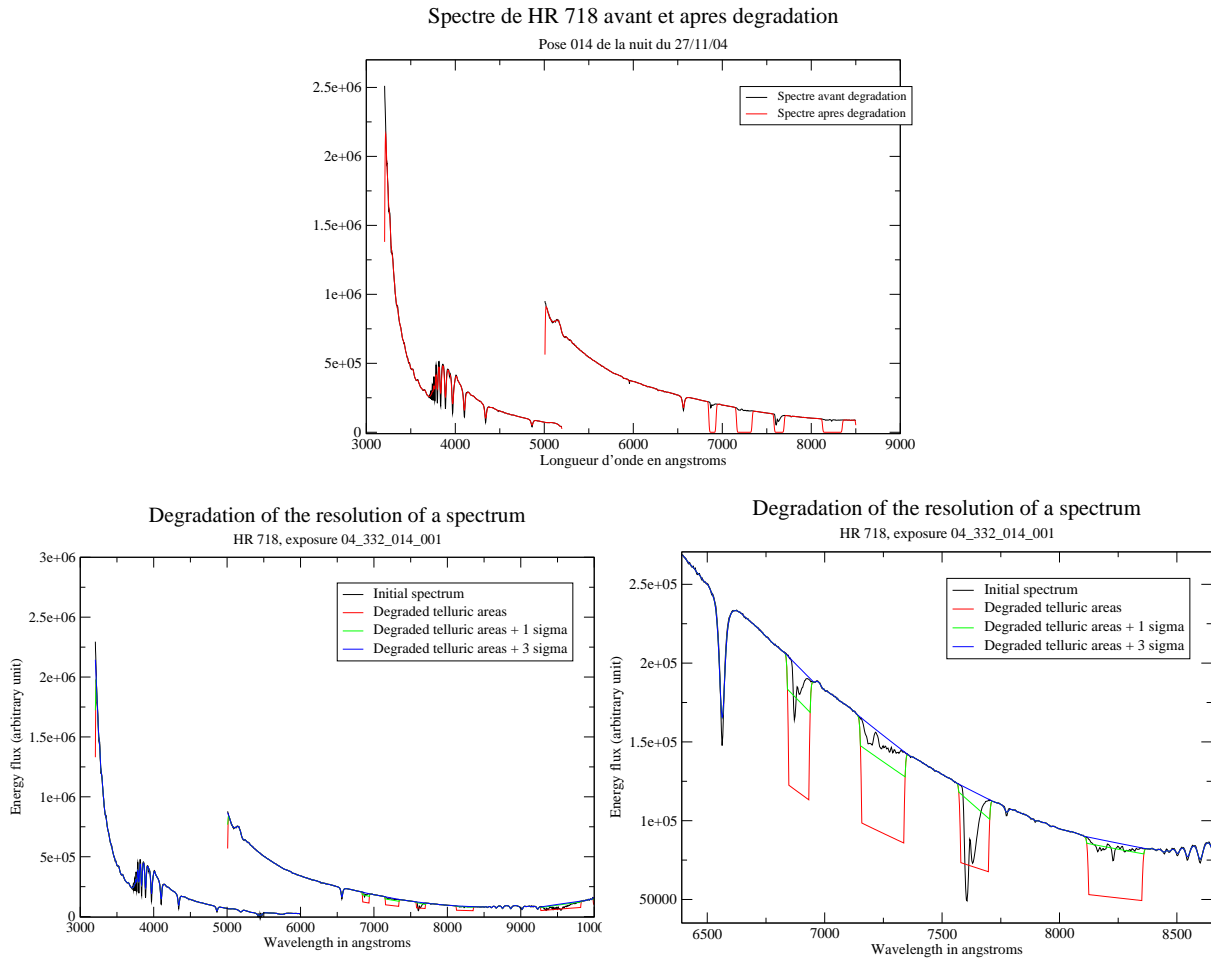 Spectre de HR 718 avant et apres degradation
Pose 014 de la nuit du 27/11/04
2.5e+06
2e+06
1.5e+06
1e+06
5e+05
0
Spectre avant degradation
Spectre apres degradation
3000 4000 5000 6000 7000 8000 9000
Longueur d'onde en angstroms
Degradation of the resolution of a spectrum
HR 718, exposure 04_332_014_001
3e+06
2.5e+06
2e+06
1.5e+06
1e+06
5e+05
0
Energy flux (arbitrary unit)
Initial spectrum
Degraded telluric areas
Degraded telluric areas + 1 sigma
Degraded telluric areas + 3 sigma
3000 4000 5000 6000 7000 8000 9000 10000
Wavelength in angstroms
Degradation of the resolution of a spectrum
HR 718, exposure 04_332_014_001
2.5e+05
2e+05
1.5e+05
1e+05
50000
Energy flux (arbitrary unit)
Initial spectrum
Degraded telluric areas
Degraded telluric areas + 1 sigma
Degraded telluric areas + 3 sigma
6500 7000 7500 8000 8500
Wavelength in angstroms